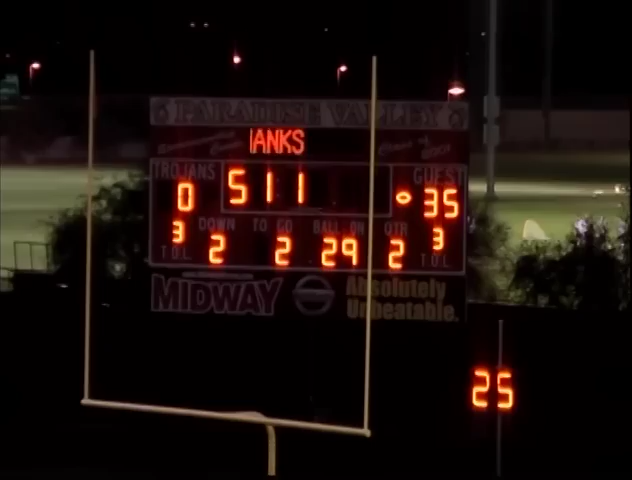 PARADISE VALLEY
ANKS
TROJANS GUEST
0 5 11 35
3 DOWN TO GO BALL ON QTR 3
T.O.L. 2 2 29 2 T.O.L.
MIDWAY Absolutely
Unbeatable.
25